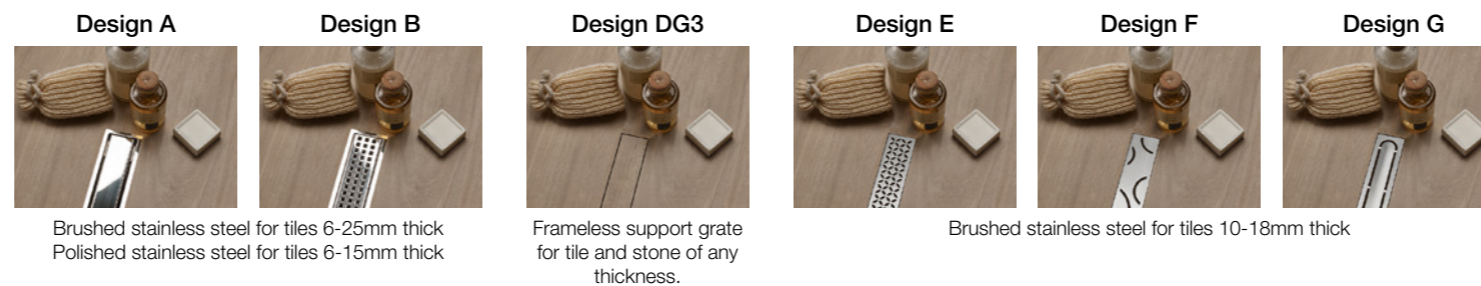 Design A
Design B
Design DG3
Design E
Design F
Design G
Brushed stainless steel for tiles 6-25mm thick
Polished stainless steel for tiles 6-15mm thick
Frameless support grate
for tile and stone of any
thickness.
Brushed stainless steel for tiles 10-18mm thick